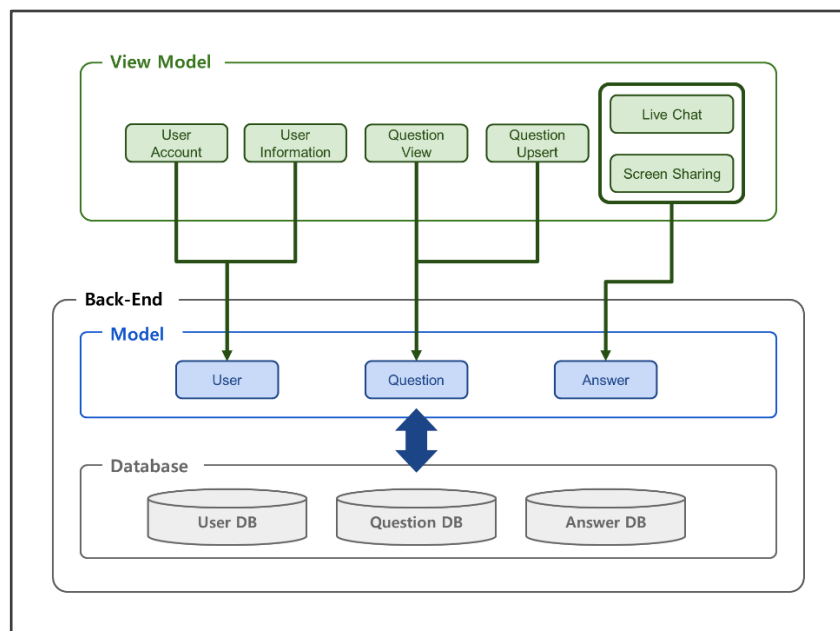 View Model
User
Account
User
Information
Question
View
Question
Upsert
Live Chat
Screen Sharing
Back-End
Model
User
Question
Answer
Database
User DB
Question DB
Answer DB